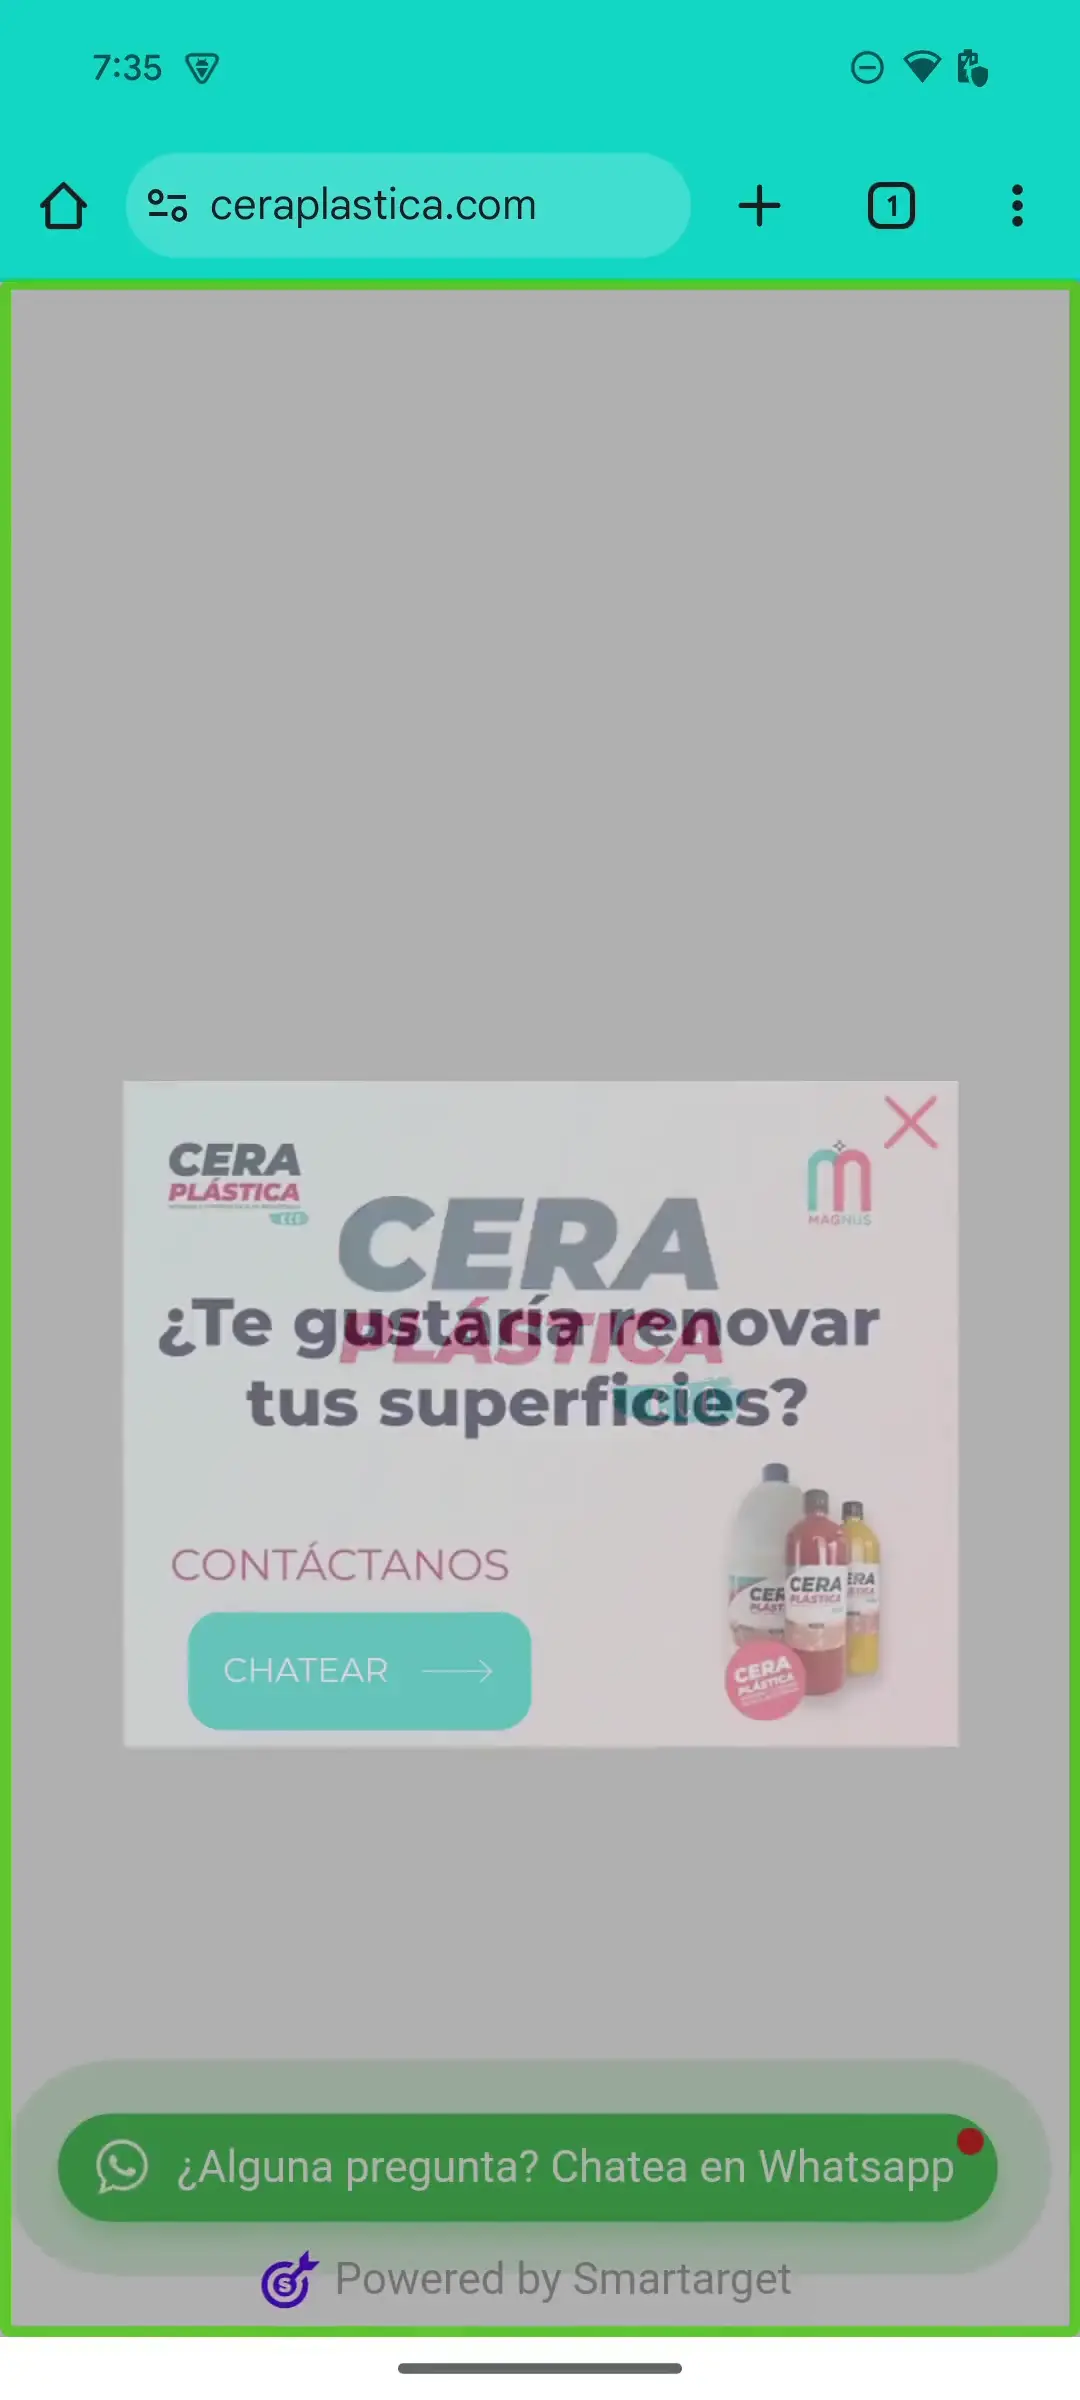 7:35
ceraplastica.com
1
CERA
PLÁSTICA
ECO
MAGNUS
CERA
PLÁSTICA
¿Te gustaría renovar
tus superficies?
CONTÁCTANOS
CHATEAR
CERA
PLÁSTICA
CERA
PLÁSTICA
¿Alguna pregunta? Chatea en Whatsapp
Powered by Smartarget